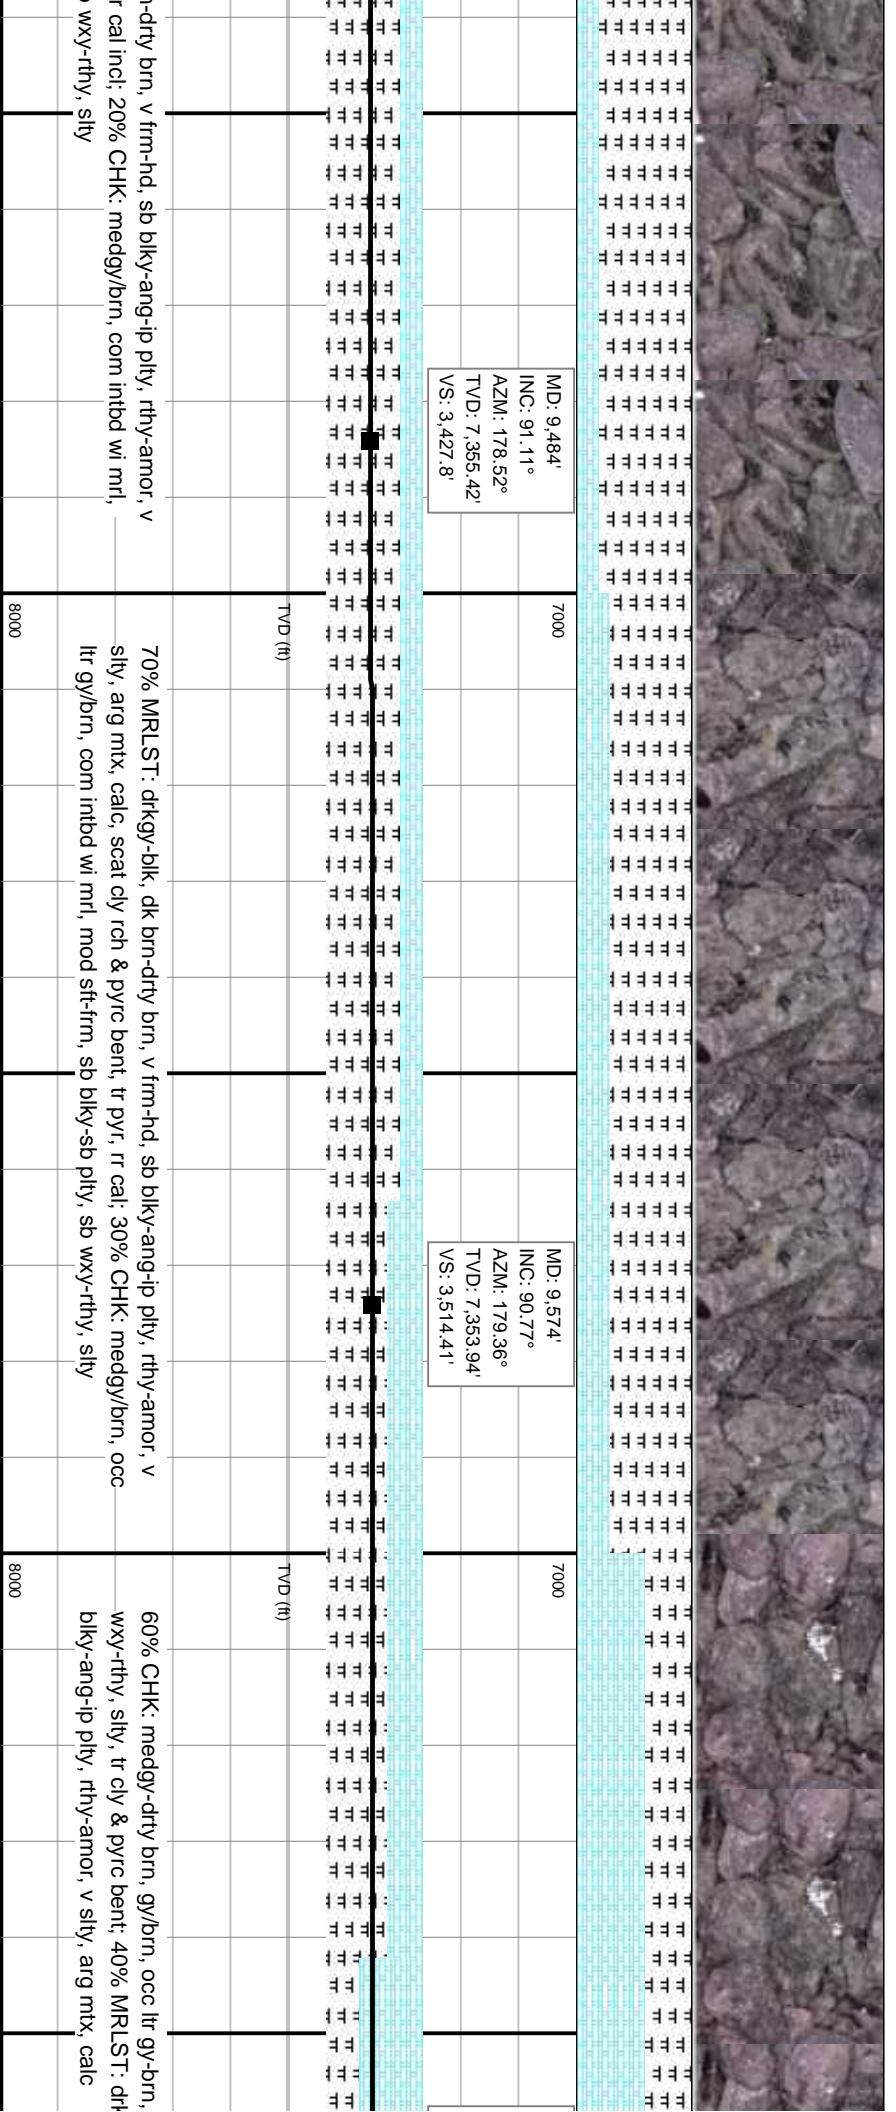 n-drty brn, v frm-hd, sb blky-ang-ip plty, rthy-amor, v
r cal incl; 20% CHK: medgy/brn, com intbd wi mrl,
wxy-rthy, slty
MD: 9,484'
INC: 91.11°
AZM: 178.52°
TVD: 7,355.42'
VS: 3,427.8'
7000
TVD (ft)
8000
70% MRLST: drkgy-blk, dk brn-drty brn, v frm-hd, sb blky-ang-ip plty, rthy-amor, v
slty, arg mtx, calc, scat cly rch & pyrc bent, tr pyr, rr cal; 30% CHK: medgy/brn, occ
ltr gy/brn, com intbd wi mrl, mod sft-frm, sb blky-sb plty, sb wxy-rthy, slty
MD: 9,574'
INC: 90.77°
AZM: 179.36°
TVD: 7,353.94'
VS: 3,514.41'
7000
TVD (ft)
8000
60% CHK: medgy-drty brn, gy/brn, occ ltr gy-brn,
wxy-rthy, slty, tr cly & pyrc bent; 40% MRLST: drk
blky-ang-ip plty, rthy-amor, v slty, arg mtx, calc